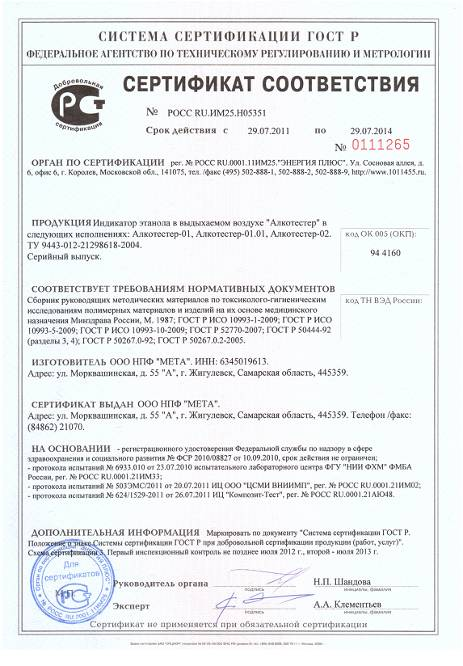 СИСТЕМА СЕРТИФИКАЦИИ ГОСТ Р
ФЕДЕРАЛЬНОЕ АГЕНТСТВО ПО ТЕХНИЧЕСКОМУ РЕГУЛИРОВАНИЮ И МЕТРОЛОГИИ
Добровольная
сертификация
СЕРТИФИКАТ СООТВЕТСТВИЯ
№ РОСС RU.ИМ25.Н05351
Срок действия с 29.07.2011 по 29.07.2014
№ 0111265
ОРГАН ПО СЕРТИФИКАЦИИ рег. № РОСС RU.0001.11ИМ25."ЭНЕРГИЯ ПЛЮС". Ул. Сосновая аллея, д.
6, офис 6, г. Королев, Московской обл., 141075, тел. /факс (495) 502-888-1, 502-888-2, 502-888-9, http://www.1011455.ru.
ПРОДУКЦИЯ Индикатор этанола в выдыхаемом воздухе "Алкотестер" в
следующих исполнениях: Алкотестер-01, Алкотестер-01.01, Алкотестер-02.
ТУ 9443-012-21298618-2004.
Серийный выпуск.
код ОК 005 (ОКП):
94 4160
СООТВЕТСТВУЕТ ТРЕБОВАНИЯМ НОРМАТИВНЫХ ДОКУМЕНТОВ
Сборник руководящих методических материалов по токсиколого-гигиеническим
исследованиям полимерных материалов и изделий на их основе медицинского
назначения Минздрава России, М. 1987; ГОСТ Р ИСО 10993-1-2009; ГОСТ Р ИСО
10993-5-2009; ГОСТ Р ИСО 10993-10-2009; ГОСТ Р 52770-2007; ГОСТ Р 50444-92
(разделы 3, 4); ГОСТ Р 50267.0-92; ГОСТ Р 50267.0.2-2005.
код ТН ВЭД России:
ИЗГОТОВИТЕЛЬ ООО НПФ "МЕТА". ИНН: 6345019613.
Адрес: ул. Морквашинская, д. 55 "А", г. Жигулевск, Самарская область, 445359.
СЕРТИФИКАТ ВЫДАН ООО НПФ "МЕТА".
Адрес: ул. Морквашинская, д. 55 "А", г. Жигулевск, Самарская область, 445359. Телефон /факс:
(84862) 21070.
НА ОСНОВАНИИ - регистрационного удостоверения Федеральной службы по надзору в сфере
здравоохранения и социального развития № ФСР 2010/08827 от 10.09.2010, срок действия не ограничен;
- протокола испытаний № 6933.010 от 23.07.2010 испытательного лабораторного центра ФГУ "НИИ ФХМ" ФМБА
России, рег. № РОСС RU.0001.21ИМ33;
- протокола испытаний № 503ЭМС/2011 от 20.07.2011 ИЦ ООО "ЦСМИ ВНИИМП", рег. № РОСС RU.0001.21ИМ02;
- протокола испытаний № 624/1529-2011 от 26.07.2011 ИЦ "Композит-Тест", рег. № РОСС RU.0001.21АЮ48.
ДОПОЛНИТЕЛЬНАЯ ИНФОРМАЦИЯ Маркировать по документу "Система сертификации ГОСТ Р.
Положение о знаке Системы сертификации ГОСТ Р при добровольной сертификации продукции (работ, услуг)".
Схема сертификации 3. Первый инспекционный контроль не позднее июля 2012 г., второй - июля 2013 г.
Для
сертификатов
М.П.
Руководитель органа
подпись
Н.П. Шандова
инициалы, фамилия
Эксперт
подпись
А.А. Клементьев
инициалы, фамилия
Сертификат не применяется при обязательной сертификации